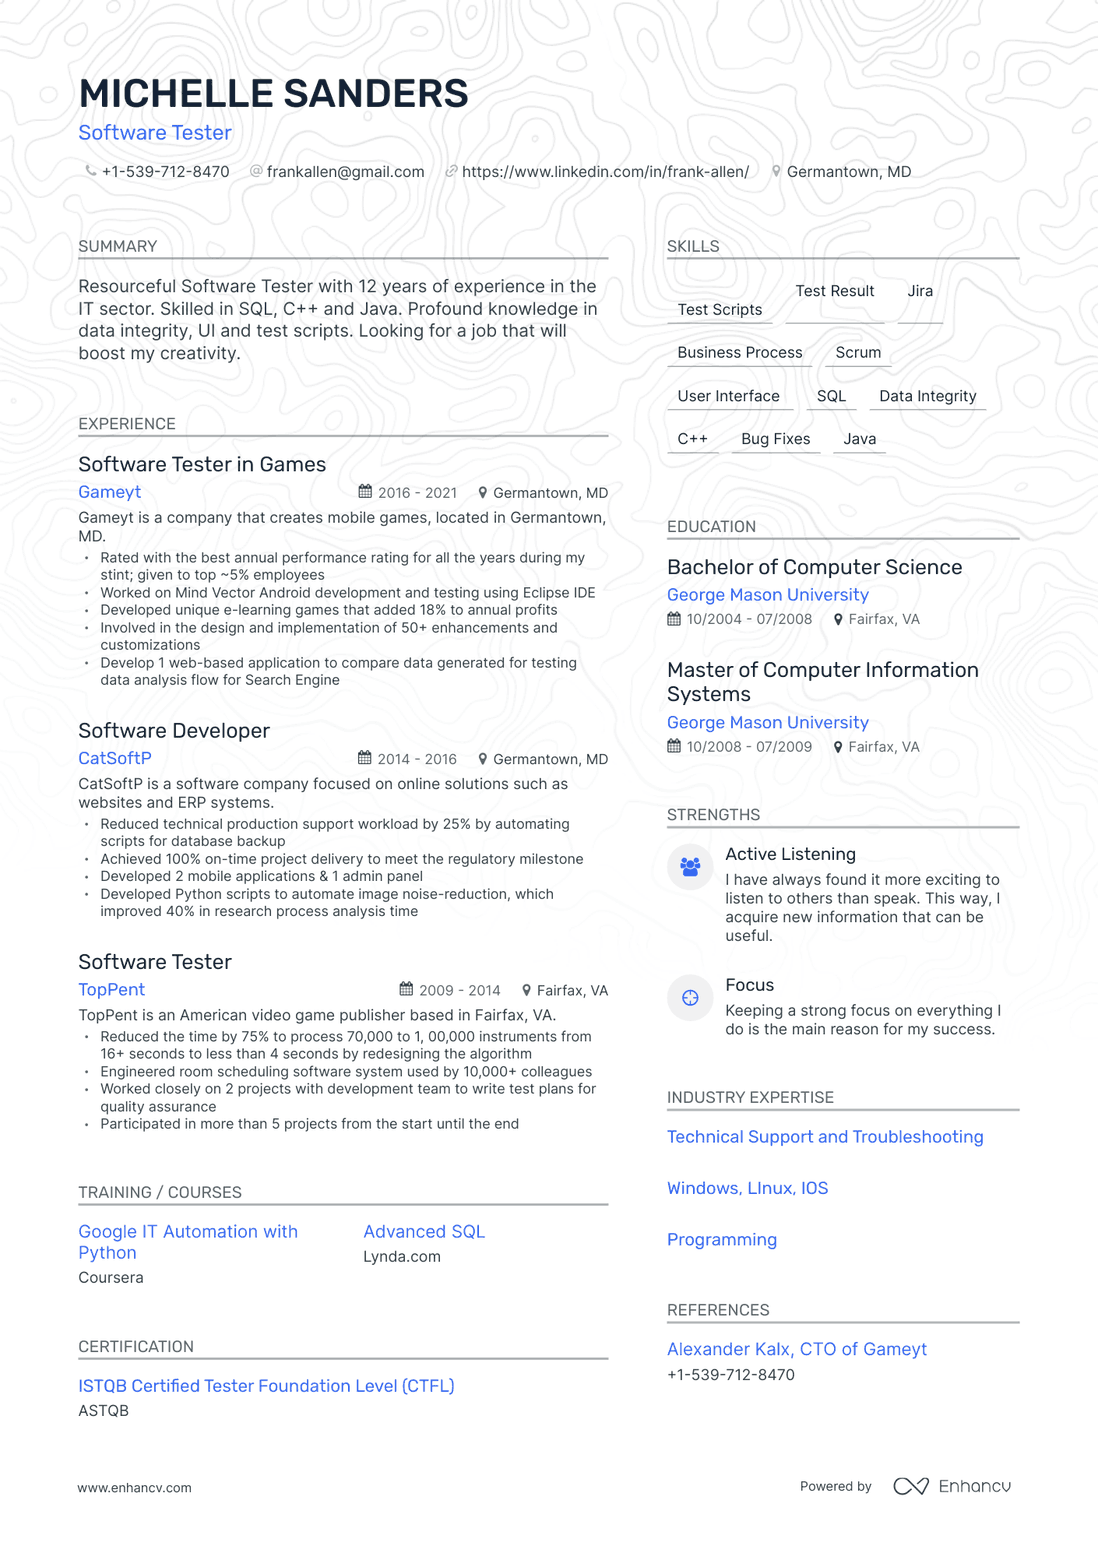 MICHELLE SANDERS
Software Tester
+1-539-712-8470 @ frankallen@gmail.com https://www.linkedin.com/in/frank-allen/ Germantown, MD
SUMMARY
Resourceful Software Tester with 12 years of experience in the
IT sector. Skilled in SQL, C++ and Java. Profound knowledge in
data integrity, UI and test scripts. Looking for a job that will
boost my creativity.
EXPERIENCE
Software Tester in Games
Gameyt 2016 - 2021 Germantown, MD
Gameyt is a company that creates mobile games, located in Germantown,
MD.
• Rated with the best annual performance rating for all the years during my
stint; given to top ~5% employees
• Worked on Mind Vector Android development and testing using Eclipse IDE
• Developed unique e-learning games that added 18% to annual profits
• Involved in the design and implementation of 50+ enhancements and
customizations
• Develop 1 web-based application to compare data generated for testing
data analysis flow for Search Engine
Software Developer
CatSoftP 2014 - 2016 Germantown, MD
CatSoftP is a software company focused on online solutions such as
websites and ERP systems.
• Reduced technical production support workload by 25% by automating
scripts for database backup
• Achieved 100% on-time project delivery to meet the regulatory milestone
• Developed 2 mobile applications & 1 admin panel
• Developed Python scripts to automate image noise-reduction, which
improved 40% in research process analysis time
Software Tester
TopPent 2009 - 2014 Fairfax, VA
TopPent is an American video game publisher based in Fairfax, VA.
• Reduced the time by 75% to process 70,000 to 1, 00,000 instruments from
16+ seconds to less than 4 seconds by redesigning the algorithm
• Engineered room scheduling software system used by 10,000+ colleagues
• Worked closely on 2 projects with development team to write test plans for
quality assurance
• Participated in more than 5 projects from the start until the end
TRAINING / COURSES
Google IT Automation with
Python
Coursera
Advanced SQL
Lynda.com
CERTIFICATION
ISTQB Certified Tester Foundation Level (CTFL)
ASTQB
SKILLS
Test Scripts Test Result Jira
Business Process Scrum
User Interface SQL Data Integrity
C++ Bug Fixes Java
EDUCATION
Bachelor of Computer Science
George Mason University
10/2004 - 07/2008 Fairfax, VA
Master of Computer Information
Systems
George Mason University
10/2008 - 07/2009 Fairfax, VA
STRENGTHS
Active Listening
I have always found it more exciting to
listen to others than speak. This way, I
acquire new information that can be
useful.
Focus
Keeping a strong focus on everything I
do is the main reason for my success.
INDUSTRY EXPERTISE
Technical Support and Troubleshooting
Windows, LInux, IOS
Programming
REFERENCES
Alexander Kalx, CTO of Gameyt
+1-539-712-8470
www.enhancv.com
Powered by Enhancv